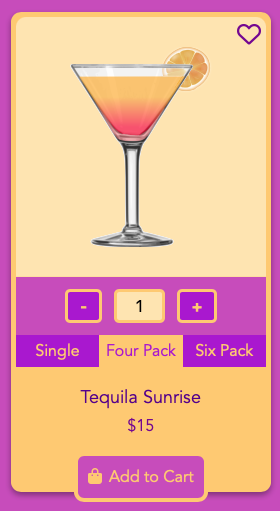 - 1 +
Single Four Pack Six Pack
Tequila Sunrise
$15
Add to Cart